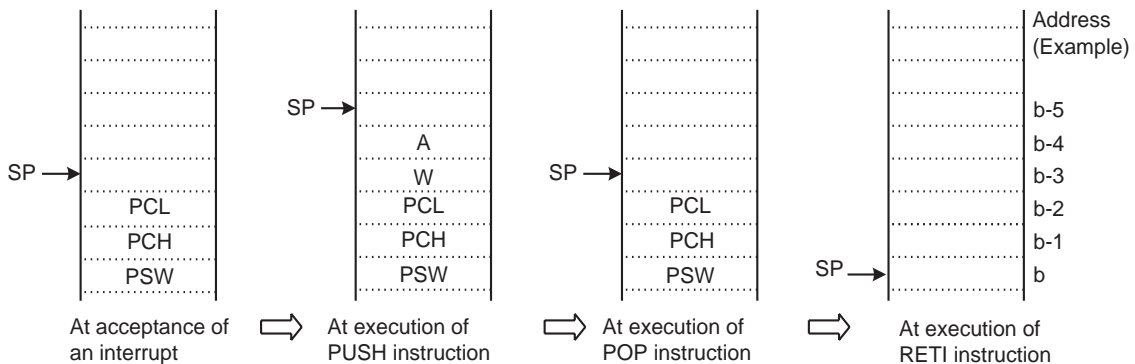 Address
(Example)
SP
b-5
A
b-4
SP
W
SP
b-3
PCL
PCL
PCL
b-2
PCH
PCH
PCH
b-1
PSW
PSW
PSW
SP
b
At acceptance of
an interrupt
At execution of
PUSH instruction
At execution of
POP instruction
At execution of
RETI instruction